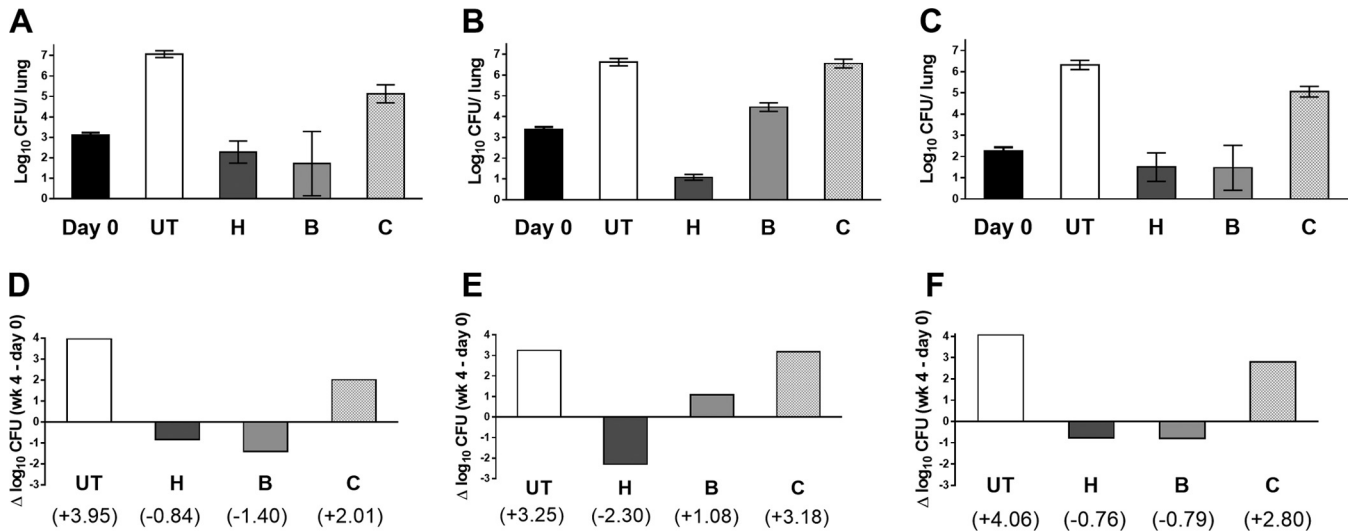 A
Log10 CFU/ lung
7
6
5
4
3
2
1
0
Day 0 UT H B C
B
Log10 CFU/ lung
7
6
5
4
3
2
1
0
Day 0 UT H B C
C
Log10 CFU/ lung
7
6
5
4
3
2
1
0
Day 0 UT H B C
D
Δ log10 CFU (wk 4 - day 0)
4
3
2
1
0
-1
-2
-3
UT H B C
(+3.95) (-0.84) (-1.40) (+2.01)
E
Δ log10 CFU (wk 4 - day 0)
4
3
2
1
0
-1
-2
-3
UT H B C
(+3.25) (-2.30) (+1.08) (+3.18)
F
Δ log10 CFU (wk 4 - day 0)
4
3
2
1
0
-1
-2
-3
UT H B C
(+4.06) (-0.76) (-0.79) (+2.80)